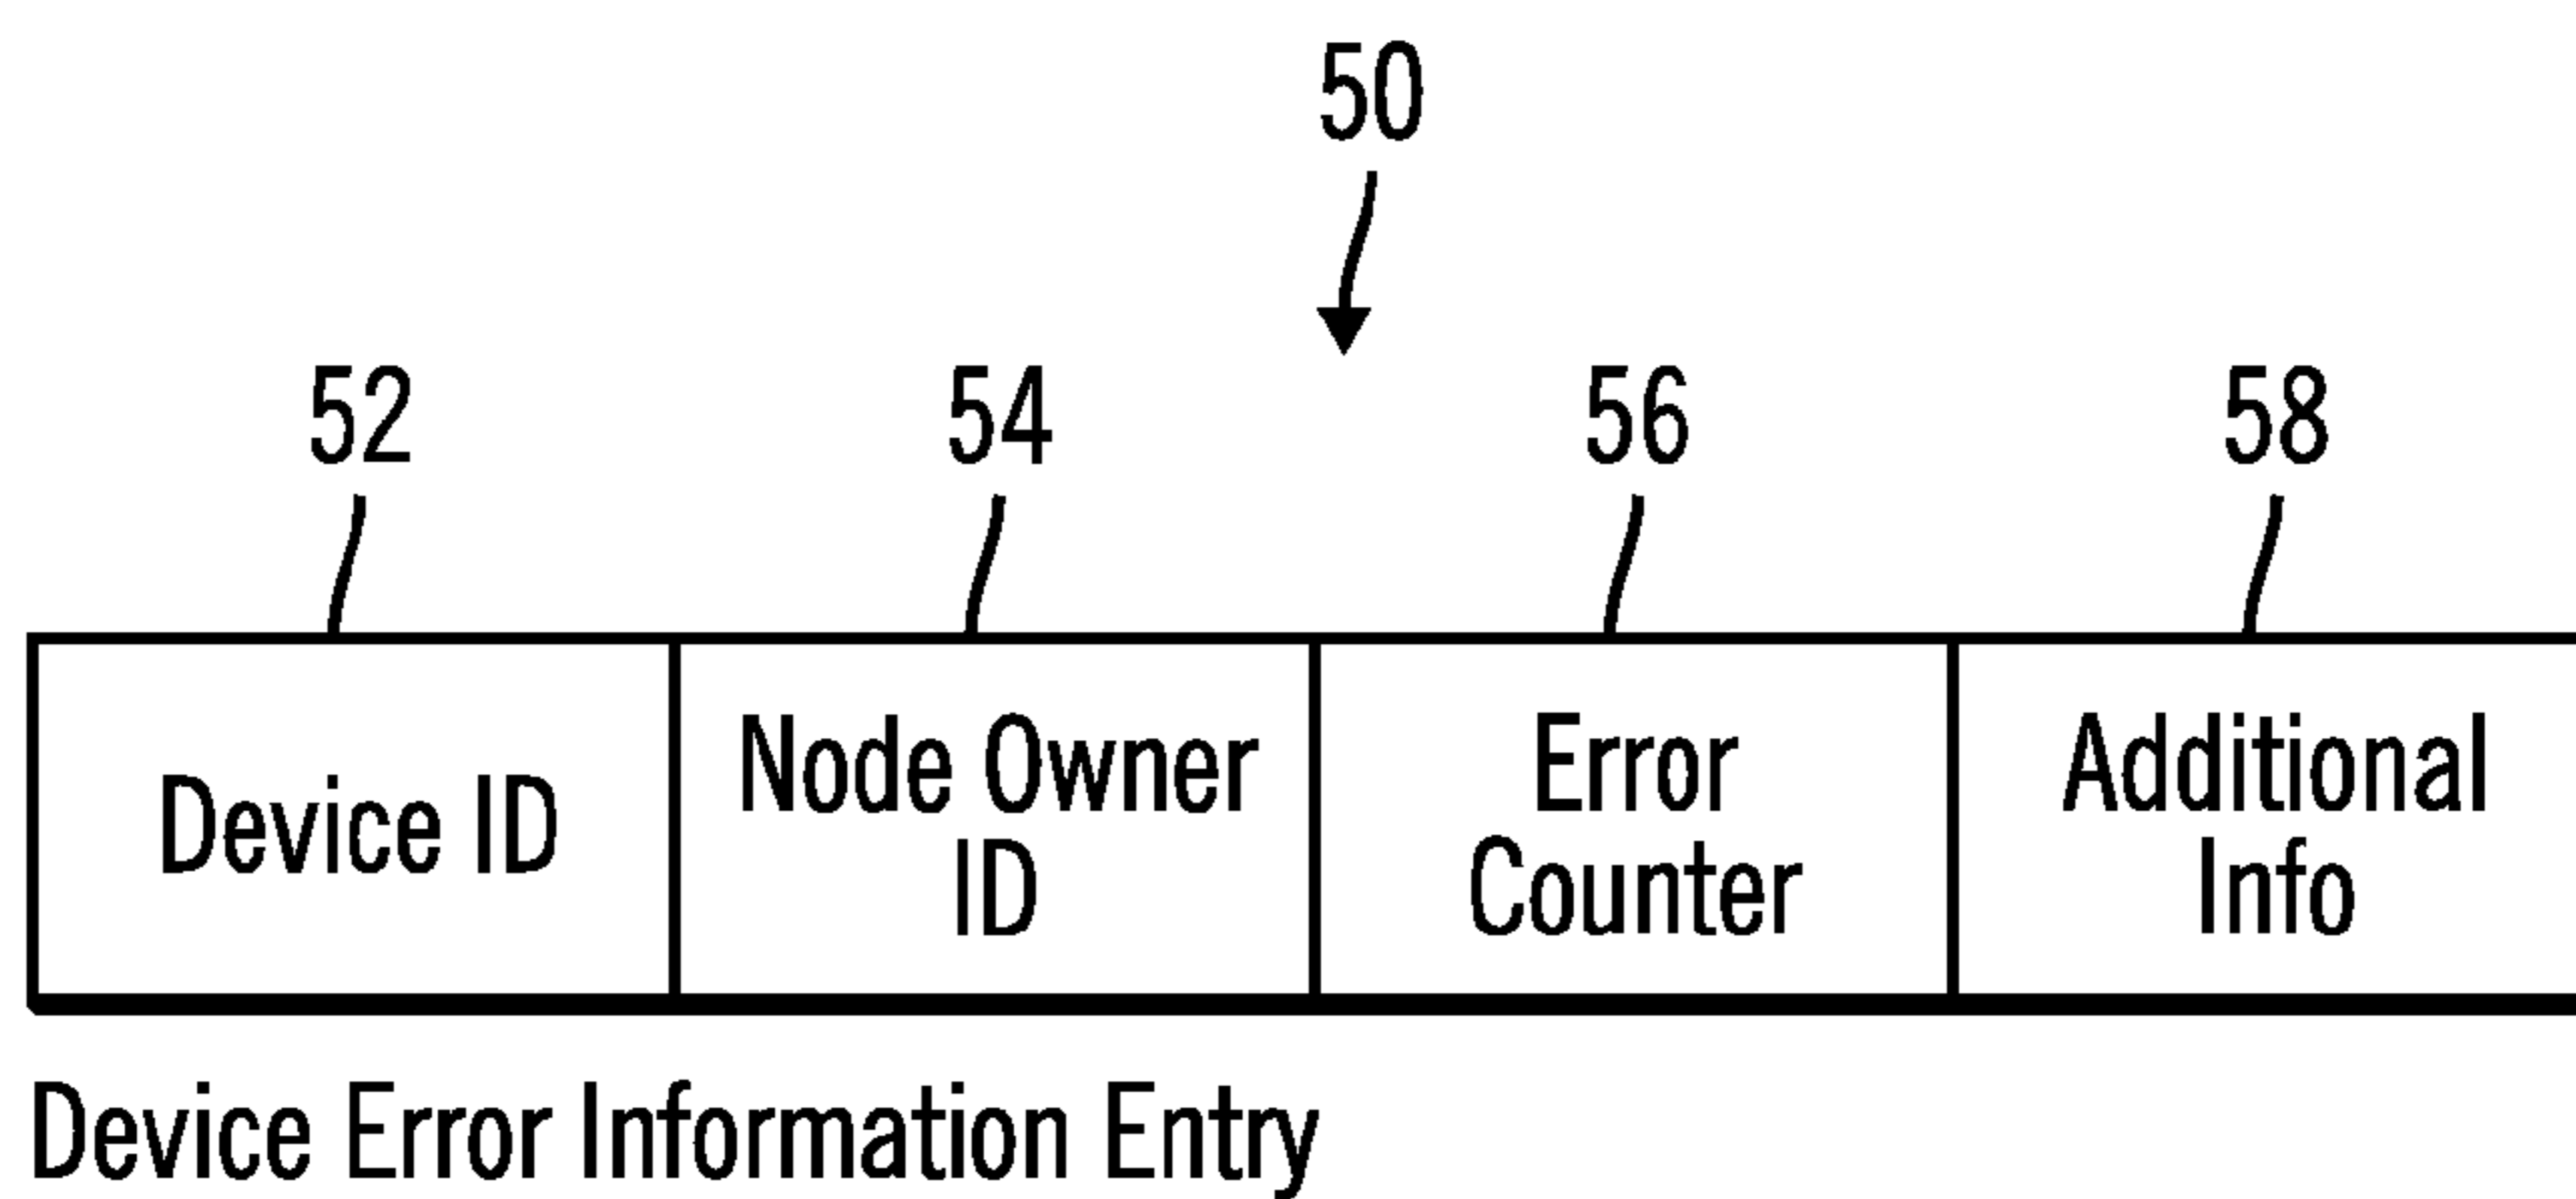 50
52
54
56
58
Device ID
Node Owner
ID
Error
Counter
Additional
Info
Device Error Information Entry